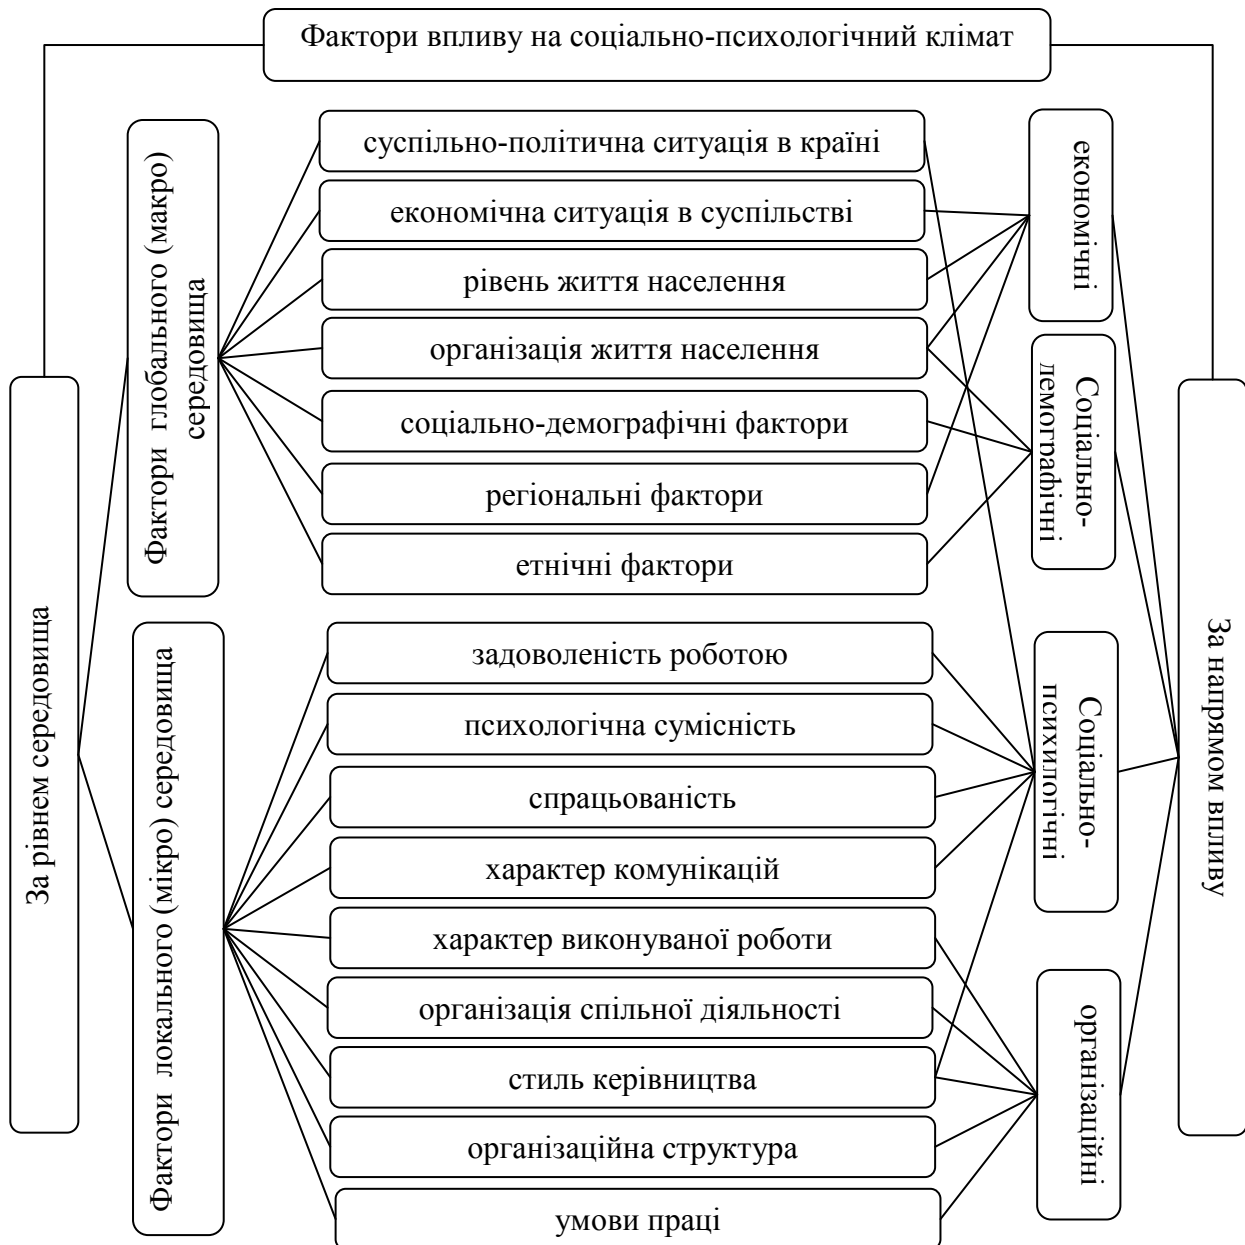 Фактори впливу на соціально-психологічний клімат
За рівнем середовища
Фактори глобального (макро)
середовища
Фактори локального (мікро) середовища
суспільно-політична ситуація в країні
економічна ситуація в суспільстві
рівень життя населення
організація життя населення
соціально-демографічні фактори
регіональні фактори
етнічні фактори
задоволеність роботою
психологічна сумісність
спрацьованість
характер комунікацій
характер виконуваної роботи
організація спільної діяльності
стиль керівництва
організаційна структура
умови праці
економічні
Соціально-
демографічні
Соціально-
психилогічні
організаційні
За напрямом впливу